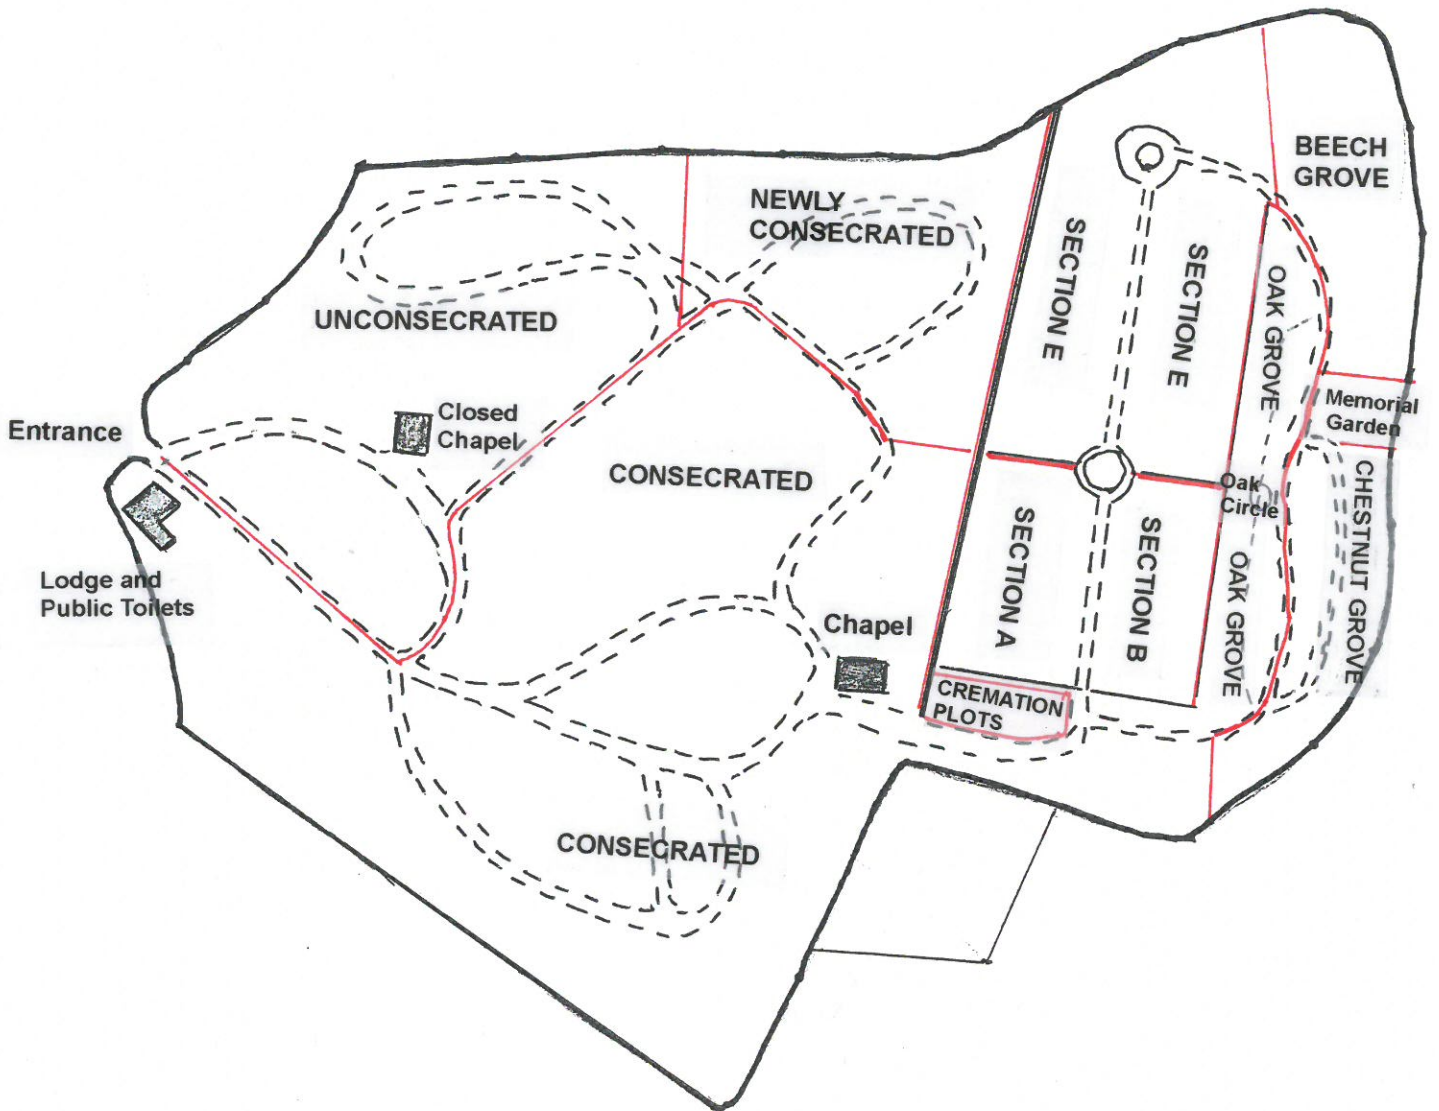 BEECH
GROVE
NEWLY
CONSECRATED
SECTION E
SECTION E
OAK GROVE
UNCONSECRATED
Memorial
Garden
Closed
Chapel
Entrance
CONSECRATED
Oak
Circle
CHESTNUT GROVE
SECTION A
SECTION B
OAK GROVE
Lodge and
Public Toilets
Chapel
CREMATION
PLOTS
CONSECRATED